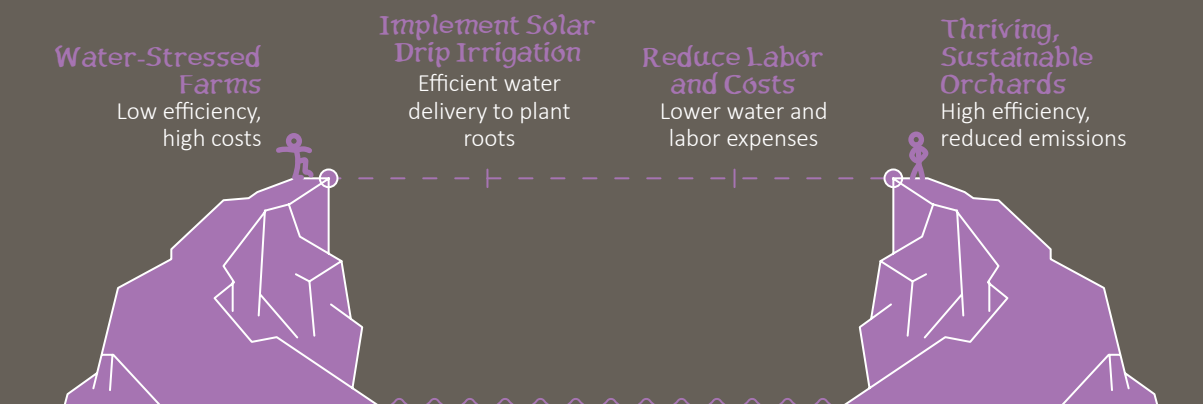 Water-Stressed
Farms
Low efficiency,
high costs
Implement Solar
Drip Irrigation
Efficient water
delivery to plant
roots
Reduce Labor
and Costs
Lower water and
labor expenses
Thriving,
Sustainable
Orchards
High efficiency,
reduced emissions